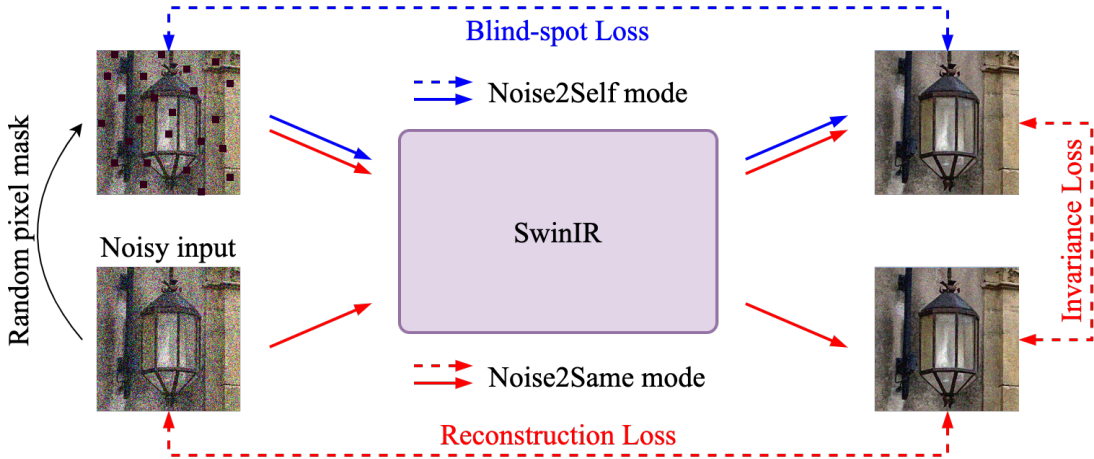 Blind-spot Loss
Noise2Self mode
Random pixel mask
SwinIR
Invariance Loss
Noisy input
Noise2Same mode
Reconstruction Loss